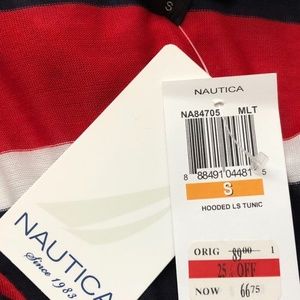 S
NAUTICA
NA84705 MLT
8 88491 04481 5
S
HOODED LS TUNIC
ORIG 89.00 1
25% OFF
NOW 66.75
NAUTICA
Since 1983